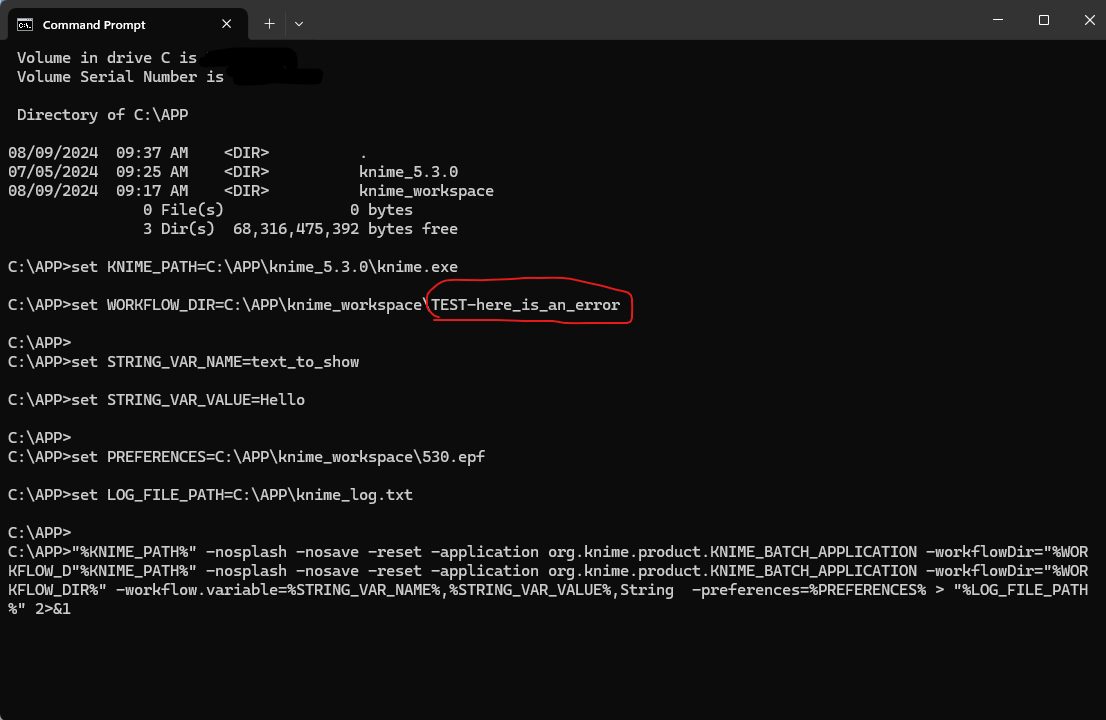 Command Prompt
Volume in drive C is
Volume Serial Number is
Directory of C:\APP
08/09/2024  09:37 AM    <DIR>          .
07/05/2024  09:25 AM    <DIR>          knime_5.3.0
08/09/2024  09:17 AM    <DIR>          knime_workspace
0 File(s)              0 bytes
3 Dir(s)  68,316,475,392 bytes free
C:\APP>set KNIME_PATH=C:\APP\knime_5.3.0\knime.exe
C:\APP>set WORKFLOW_DIR=C:\APP\knime_workspace\TEST-here_is_an_error
C:\APP>
C:\APP>set STRING_VAR_NAME=text_to_show
C:\APP>set STRING_VAR_VALUE=Hello
C:\APP>
C:\APP>set PREFERENCES=C:\APP\knime_workspace\530.epf
C:\APP>set LOG_FILE_PATH=C:\APP\knime_log.txt
C:\APP>
C:\APP>"%KNIME_PATH%" -nosplash -nosave -reset -application org.knime.product.KNIME_BATCH_APPLICATION -workflowDir="%WOR
KFLOW_D"%KNIME_PATH%" -nosplash -nosave -reset -application org.knime.product.KNIME_BATCH_APPLICATION -workflowDir="%WOR
KFLOW_DIR%" -workflow.variable=%STRING_VAR_NAME%,%STRING_VAR_VALUE%,String  -preferences=%PREFERENCES% > "%LOG_FILE_PATH
%" 2>&1